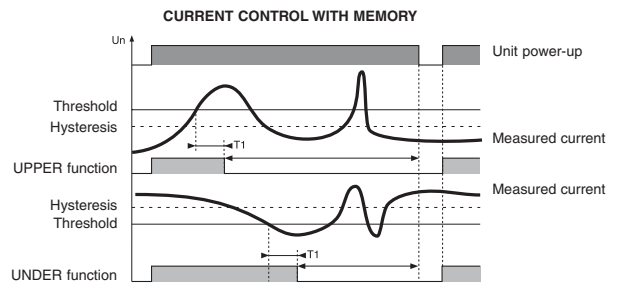 CURRENT CONTROL WITH MEMORY
Un
Unit power-up
Threshold
Hysteresis
Measured current
T1
UPPER function
Measured current
Hysteresis
Threshold
T1
UNDER function